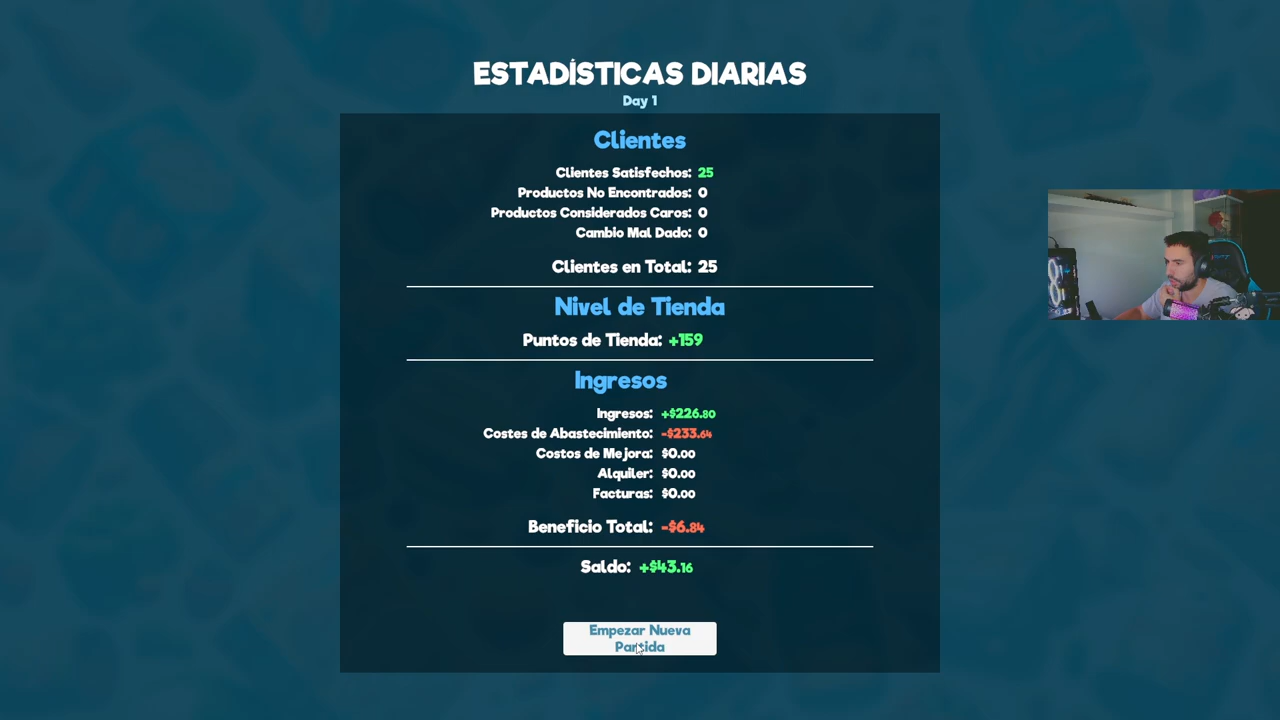 ESTADÍSTICAS DIARIAS
Day 1
Clientes
Clientes Satisfechos: 25
Productos No Encontrados: 0
Productos Considerados Caros: 0
Cambio Mal Dado: 0
Clientes en Total: 25
Nivel de Tienda
Puntos de Tienda: +159
Ingresos
Ingresos: +$226.80
Costes de Abastecimiento: -$233.64
Costos de Mejora: $0.00
Alquiler: $0.00
Facturas: $0.00
Beneficio Total: -$6.84
Saldo: +$43.16
Empezar Nueva
Partida